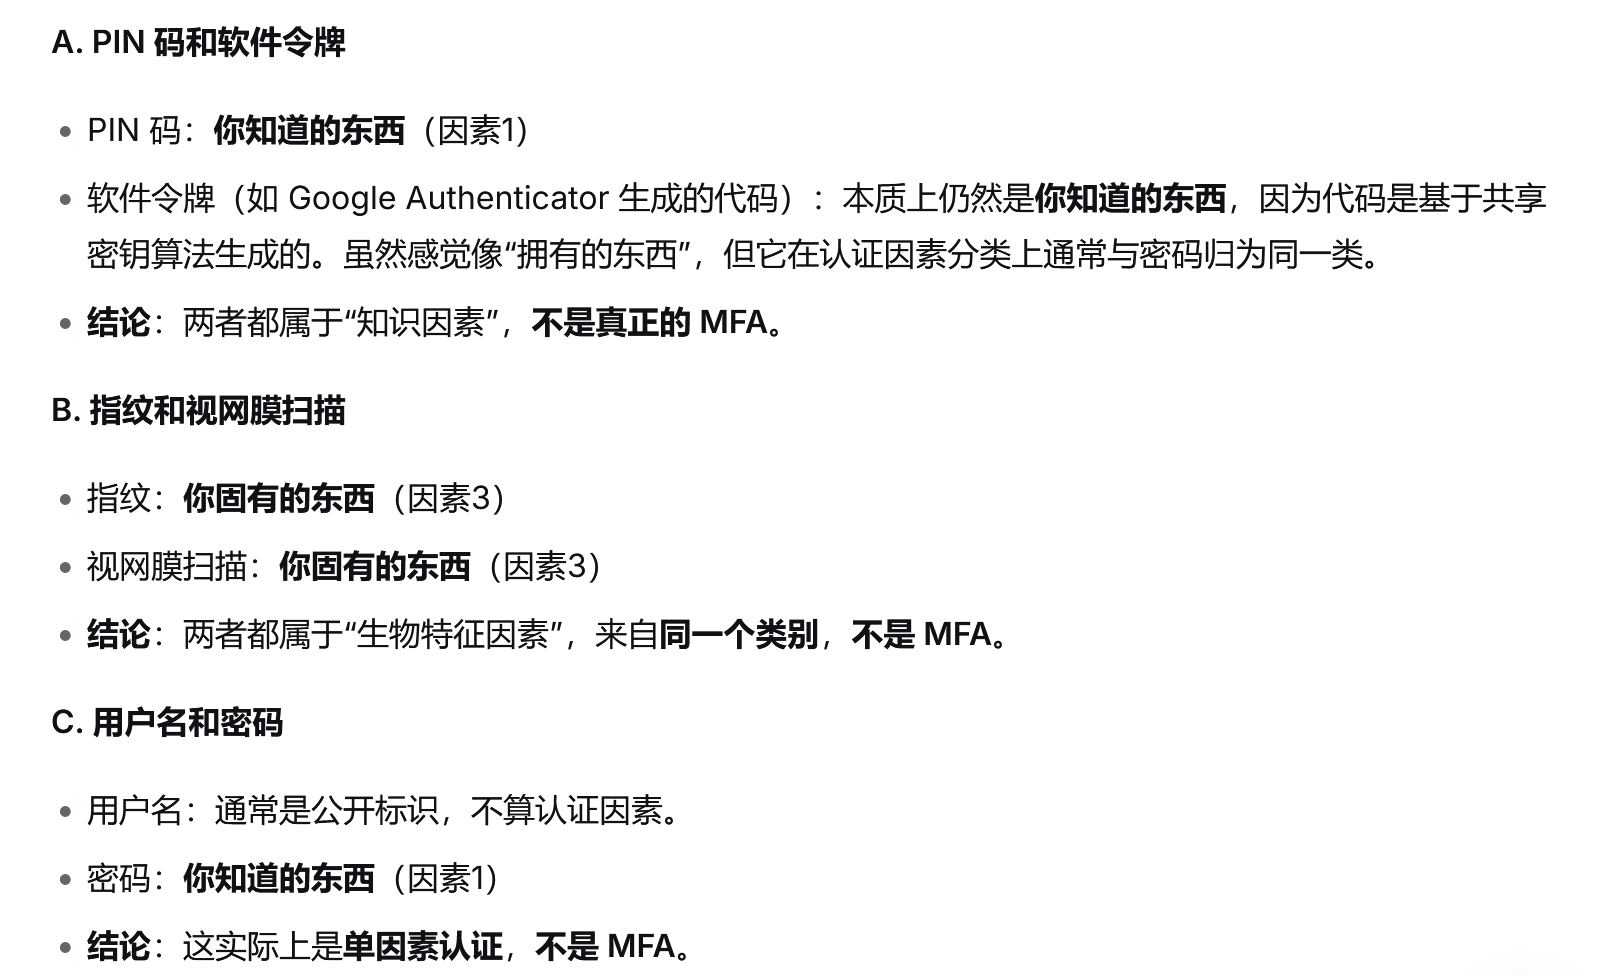 A. PIN 码和软件令牌
• PIN 码：你知道的东西（因素1）
• 软件令牌（如 Google Authenticator 生成的代码）：本质上仍然是你知道的东西，因为代码是基于共享
密钥算法生成的。虽然感觉像“拥有的东西”，但它在认证因素分类上通常与密码归为同一类。
• 结论：两者都属于“知识因素”，不是真正的 MFA。
B. 指纹和视网膜扫描
• 指纹：你固有的东西（因素3）
• 视网膜扫描：你固有的东西（因素3）
• 结论：两者都属于“生物特征因素”，来自同一个类别，不是 MFA。
C. 用户名和密码
• 用户名：通常是公开标识，不算认证因素。
• 密码：你知道的东西（因素1）
• 结论：这实际上是单因素认证，不是 MFA。